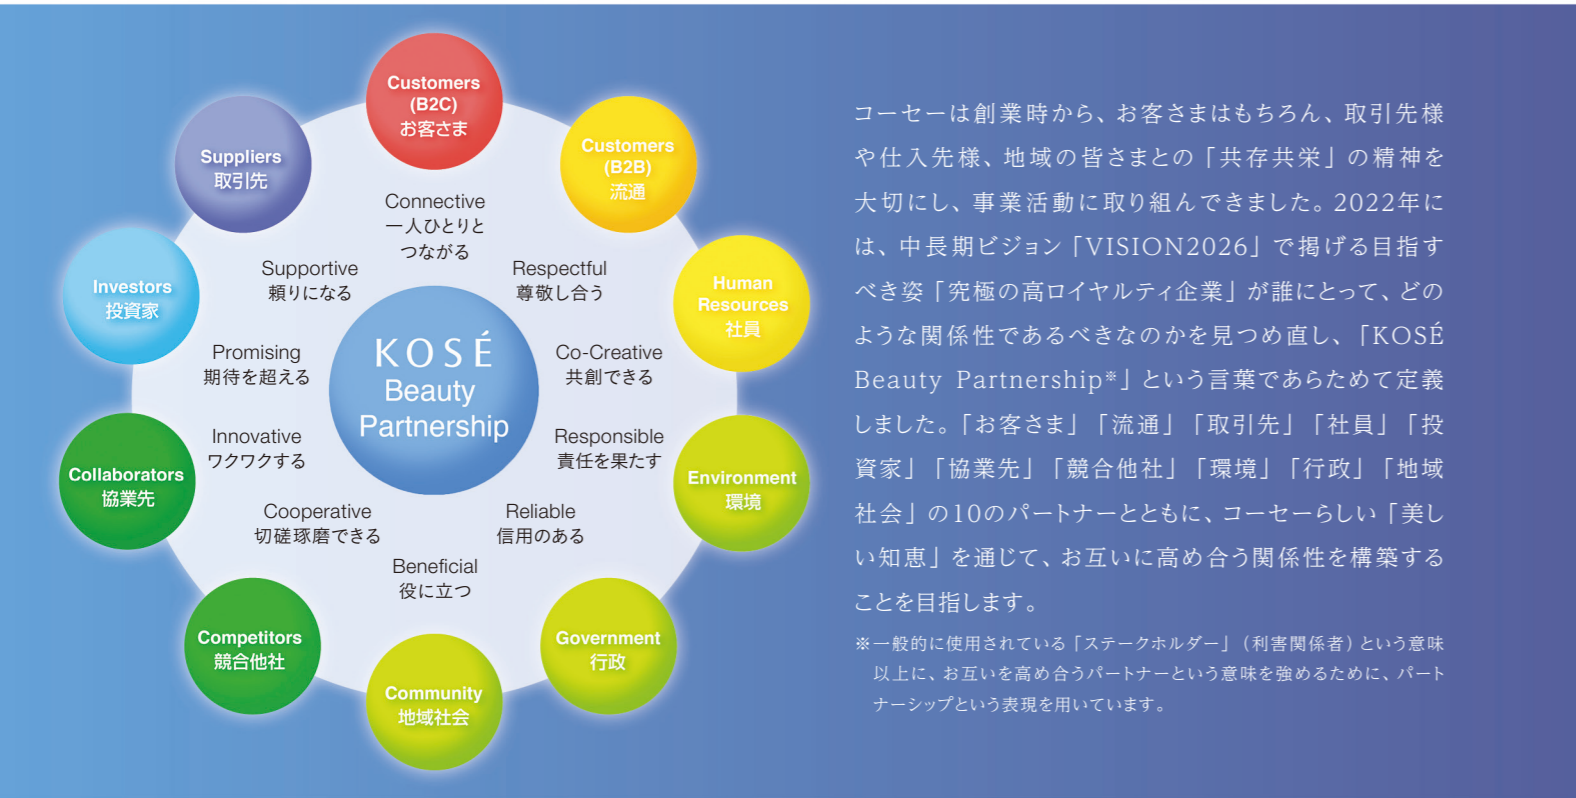 Customers
(B2C)
お客さま
Customers
(B2B)
流通
Human
Resources
社員
Environment
環境
Government
行政
Community
地域社会
Competitors
競合他社
Collaborators
協業先
Investors
投資家
Suppliers
取引先
Connective
一人ひとりと
つながる
Respectful
尊敬し合う
Co-Creative
共創できる
Responsible
責任を果たす
Reliable
信用のある
Beneficial
役に立つ
Cooperative
切磋琢磨できる
Innovative
ワクワクする
Promising
期待を超える
Supportive
頼りになる
KOSÉ
Beauty
Partnership
コーセーは創業時から、お客さまはもちろん、取引先様
や仕入先様、地域の皆さまとの「共存共栄」の精神を
大切にし、事業活動に取り組んできました。2022年に
は、中長期ビジョン「VISION2026」で掲げる目指す
べき姿「究極の高ロイヤルティ企業」が誰にとって、どの
ような関係性であるべきなのかを見つめ直し、「KOSÉ
Beauty Partnership※」という言葉であらためて定義
しました。「お客さま」「流通」「取引先」「社員」「投
資家」「協業先」「競合他社」「環境」「行政」「地域
社会」の10のパートナーとともに、コーセーらしい「美し
い知恵」を通じて、お互いに高め合う関係性を構築する
ことを目指します。
※一般的に使用されている「ステークホルダー」（利害関係者）という意味
以上に、お互いを高め合うパートナーという意味を強めるために、パート
ナーシップという表現を用いています。